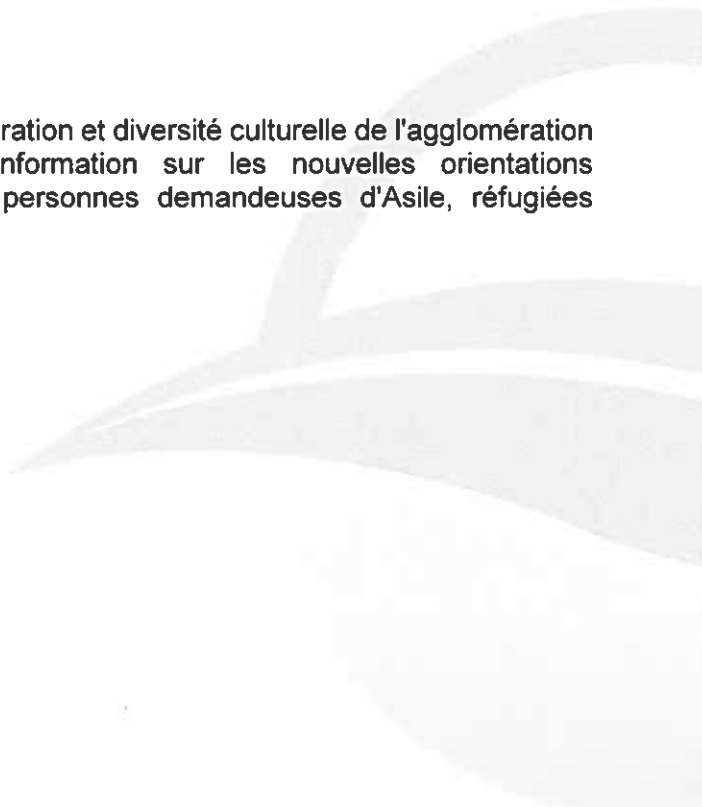 ration et diversité culturelle de l'agglomération
nformation sur les nouvelles orientations
personnes demandeuses d'Asile, réfugiées